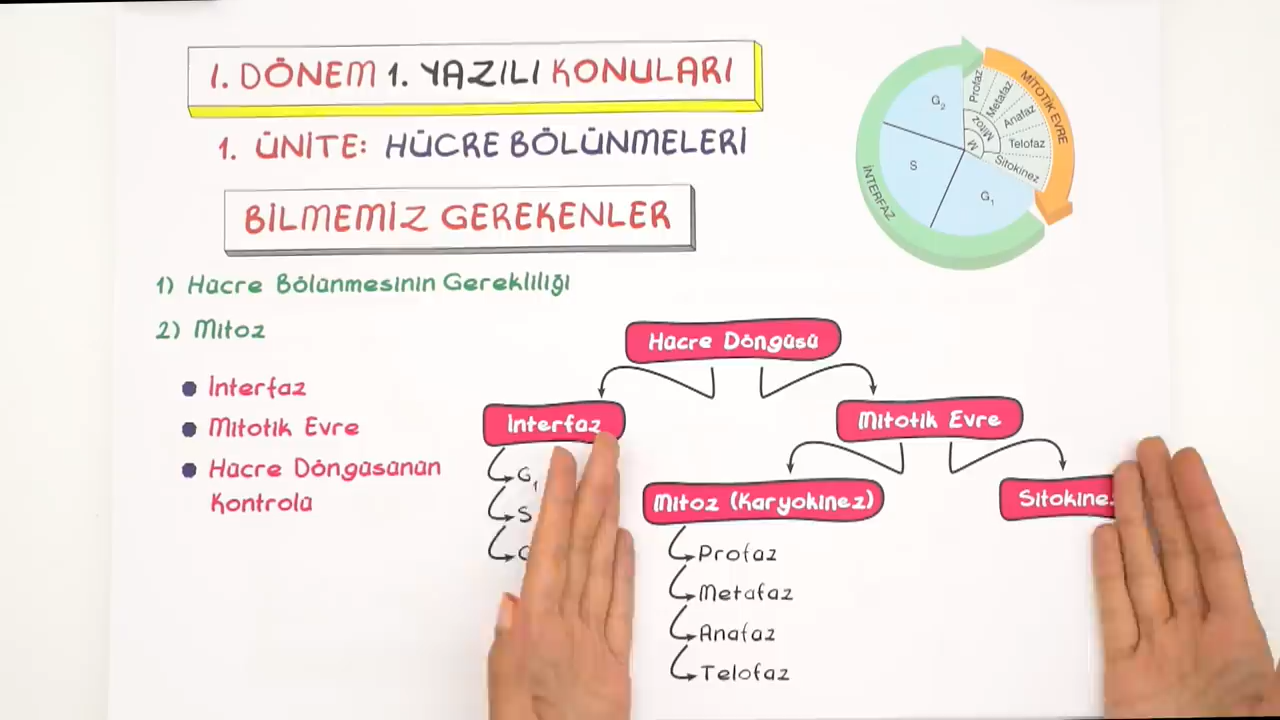 1. DÖNEM 1. YAZILI KONULARI
1. ÜNİTE: HÜCRE BÖLÜNMELERİ
BİLMEMİZ GEREKENLER
1) Hücre Bölünmesinin Gerekliliği
2) Mitoz
İnterfaz
Mitotik Evre
Hücre Döngüsünün
Kontrolü
Hücre Döngüsü
İnterfaz
G₁
S
Mitotik Evre
Mitoz (Karyokinez)
Profaz
Metafaz
Anafaz
Telofaz
İNTERFAZ
G₂
S
G₁
MİTOTİK EVRE
Profaz
Metafaz
Anafaz
Telofaz
Sitokinez
Mitoz
M